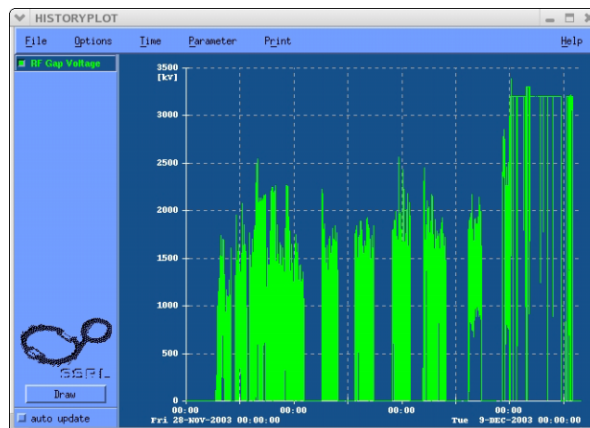 HISTORYPLOT
File Options Time Parameter Print Help
RF Gap Voltage
3500
[kv]
3000
2500
2000
1500
1000
500
0
00:00 00:00 00:00 00:00
Fri 28-NOV-2003 00:00:00 Tue 9-DEC-2003 00:00:00
SSRL
Draw
auto update